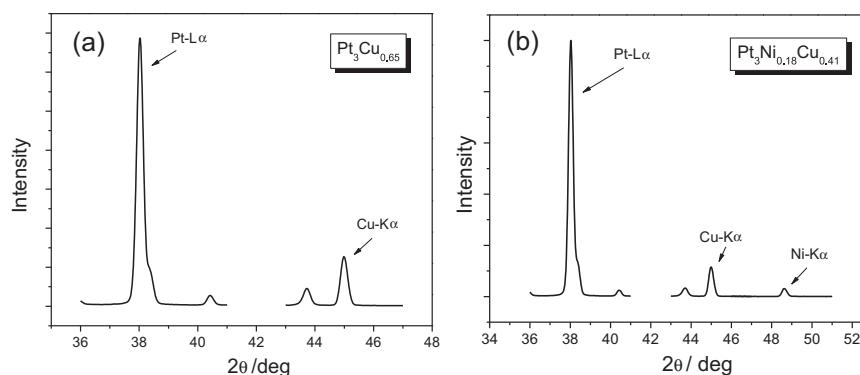 (a)
Pt-Lα
Pt₃Cu₀.₆₅
Cu-Kα
Intensity
36 38 40 42 44 46 48
2θ /deg
(b)
Pt-Lα
Pt₃Ni₀.₁₈Cu₀.₄₁
Cu-Kα
Ni-Kα
Intensity
34 36 38 40 42 44 46 48 50 52
2θ / deg